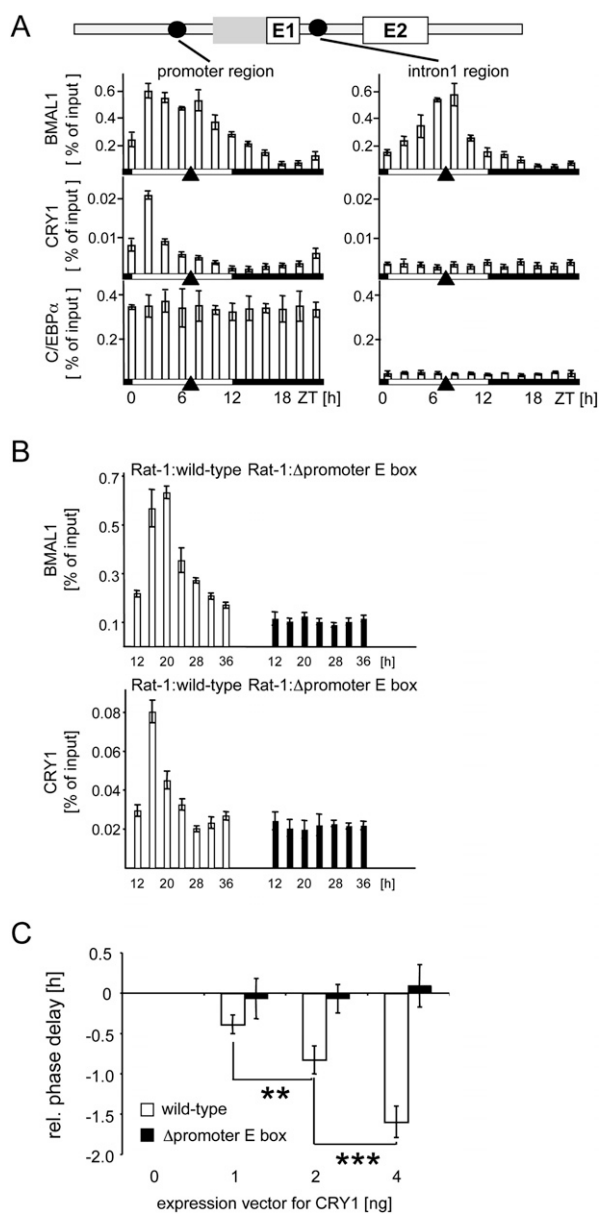 A
E1
E2
promoter region
intron1 region
BMAL1
[ % of input ]
0.6
0.4
0.2
0.6
0.4
0.2
CRY1
[ % of input ]
0.02
0.01
0.02
0.01
C/EBPα
[ % of input ]
0.4
0.2
0.4
0.2
0 6 12 18 ZT [h]
0 6 12 18 ZT [h]
B
Rat-1:wild-type Rat-1:Δpromoter E box
BMAL1
[% of input]
0.7
0.5
0.3
0.1
12 20 28 36 12 20 28 36 [h]
Rat-1:wild-type Rat-1:Δpromoter E box
CRY1
[% of input]
0.08
0.06
0.04
0.02
12 20 28 36 12 20 28 36 [h]
C
rel. phase delay [h]
0.5
0
-0.5
-1.0
-1.5
-2.0
**
***
wild-type
Δpromoter E box
0 1 2 4
expression vector for CRY1 [ng]